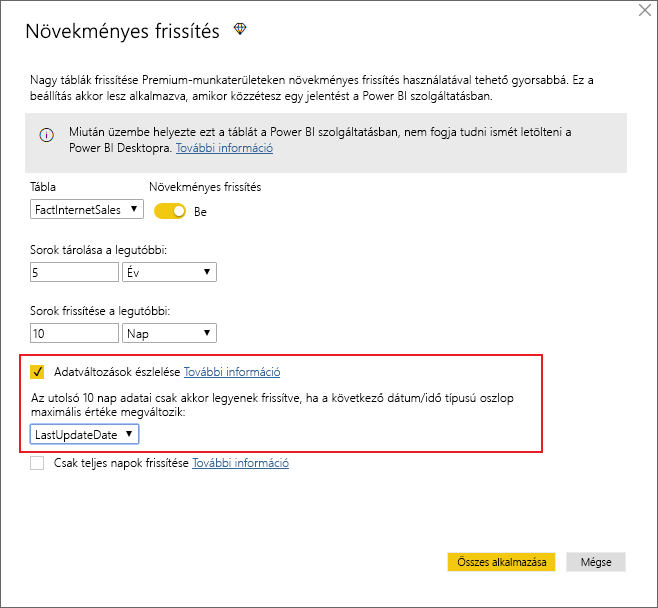 Növekményes frissítés
Nagy táblák frissítése Premium-munkaterületeken növekményes frissítés használatával tehető gyorsabbá. Ez a
beállítás akkor lesz alkalmazva, amikor közzétesz egy jelentést a Power BI szolgáltatásban.
Miután üzembe helyezte ezt a táblát a Power BI szolgáltatásban, nem fogja tudni ismét letölteni a
Power BI Desktopra. További információ
Tábla Növekményes frissítés
FactInternetSales Be
Sorok tárolása a legutóbbi:
5 Év
Sorok frissítése a legutóbbi:
10 Nap
Adatváltozások észlelése További információ
Az utolsó 10 nap adatai csak akkor legyenek frissítve, ha a következő dátum/idő típusú oszlop
maximális értéke megváltozik:
LastUpdateDate
Csak teljes napok frissítése További információ
Összes alkalmazása Mégse